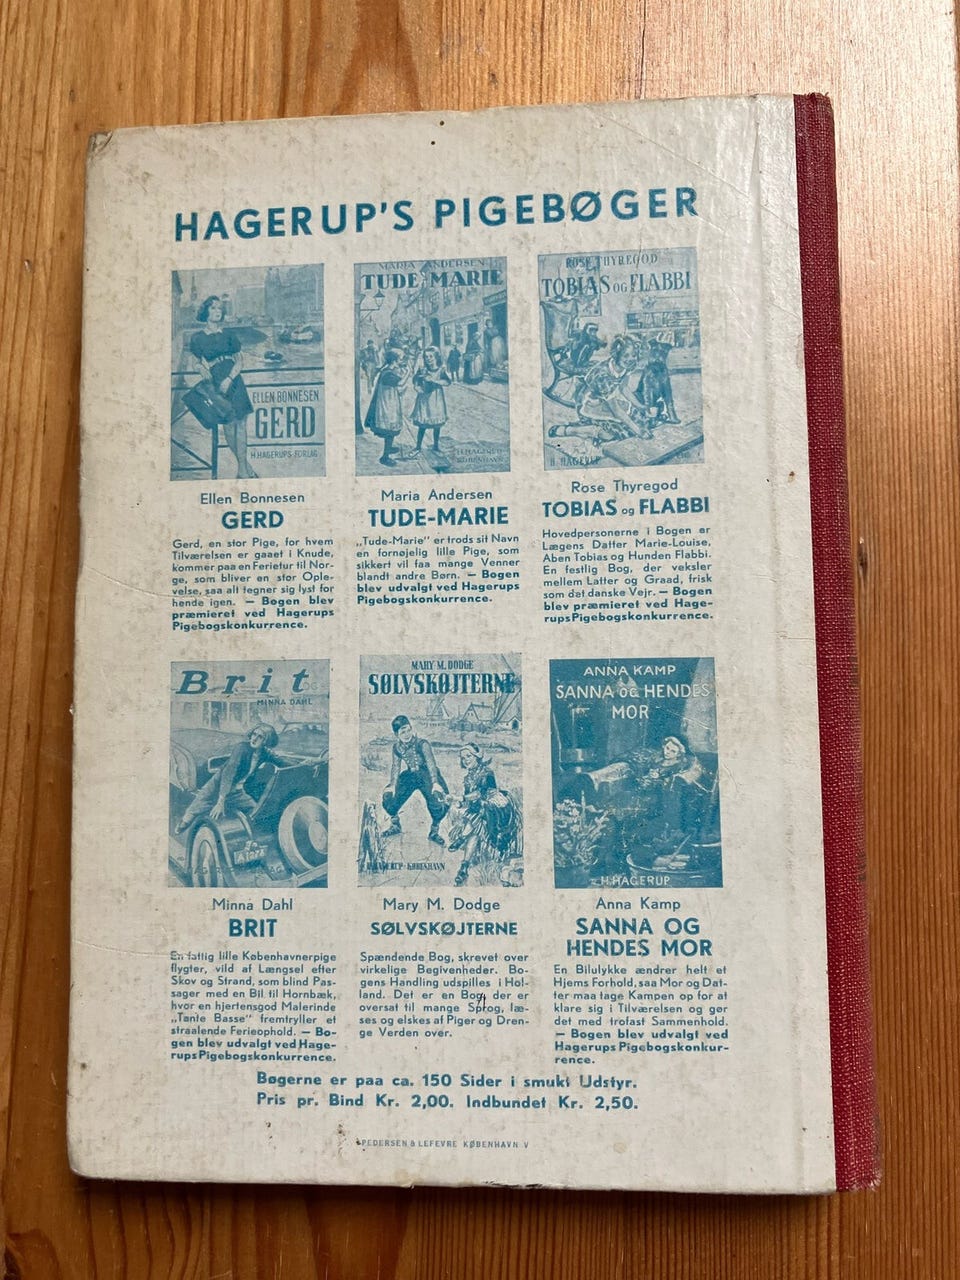 HAGERUP'S PIGEBØGER
ELLEN BONNESEN
GERD
H. HAGERUPS FORLAG
MARIA ANDERSEN
TUDE-MARIE
H. HAGERUP
KØBENHAVN
ROSE THYREGOD
TOBIAS OG FLABBI
H. HAGERUP
Ellen Bonnesen
GERD
Gerd, en stor Pige, for hvem
Tilværelsen er gaaet i Knude,
kommer paa en Ferietur til Nor-
ge, som bliver en stor Ople-
velse, saa alt tegner sig lyst for
hende igen. — Bogen blev
præmieret ved Hagerups
Pigebogskonkurrence.
Maria Andersen
TUDE-MARIE
„Tude-Marie" er trods sit Navn
en fornøjelig lille Pige, som
sikkert vil faa mange Venner
blandt andre Børn. — Bogen
blev udvalgt ved Hagerups
Pigebogskonkurrence.
Rose Thyregod
TOBIAS og FLABBI
Hovedpersonerne i Bogen er
Lægens Datter Marie-Louise,
Aben Tobias og Hunden Flabbi.
En festlig Bog, der veksler
mellem Latter og Graad, frisk
som det danske Vejr. — Bogen
blev præmieret ved Hage-
rups Pigebogskonkurrence.
Brit
MINNA DAHL
MARY M. DODGE
SØLVSKØJTERNE
H. HAGERUP · KØBENHAVN
ANNA KAMP
SANNA OG HENDES
MOR
H. HAGERUP
Minna Dahl
BRIT
En fattig lille Københavnerpige
flygter, vild af Længsel efter
Skov og Strand, som blind Pas-
sager med en Bil til Hornbæk,
hvor en hjertensgod Malerinde
„Tante Basse" fremtryller et
straalende Ferieophold. — Bo-
gen blev udvalgt ved Hage-
rups Pigebogskonkurrence.
Mary M. Dodge
SØLVSKØJTERNE
Spændende Bog, skrevet over
virkelige Begivenheder. Bo-
gens Handling udspilles i Hol-
land. Det er en Bog, der er
oversat til mange Sprog, læ-
ses og elskes af Piger og Dren-
ge Verden over.
Anna Kamp
SANNA OG
HENDES MOR
En Bilulykke ændrer helt et
Hjems Forhold, saa Mor og Dat-
ter maa tage Kampen op for at
klare sig i Tilværelsen og gør
det med trofast Sammenhold.
— Bogen blev udvalgt ved
Hagerups Pigebogskonkur-
rence.
Bøgerne er paa ca. 150 Sider i smukt Udstyr.
Pris pr. Bind Kr. 2,00. Indbundet Kr. 2,50.
PEDERSEN & LEFEVRE KØBENHAVN V